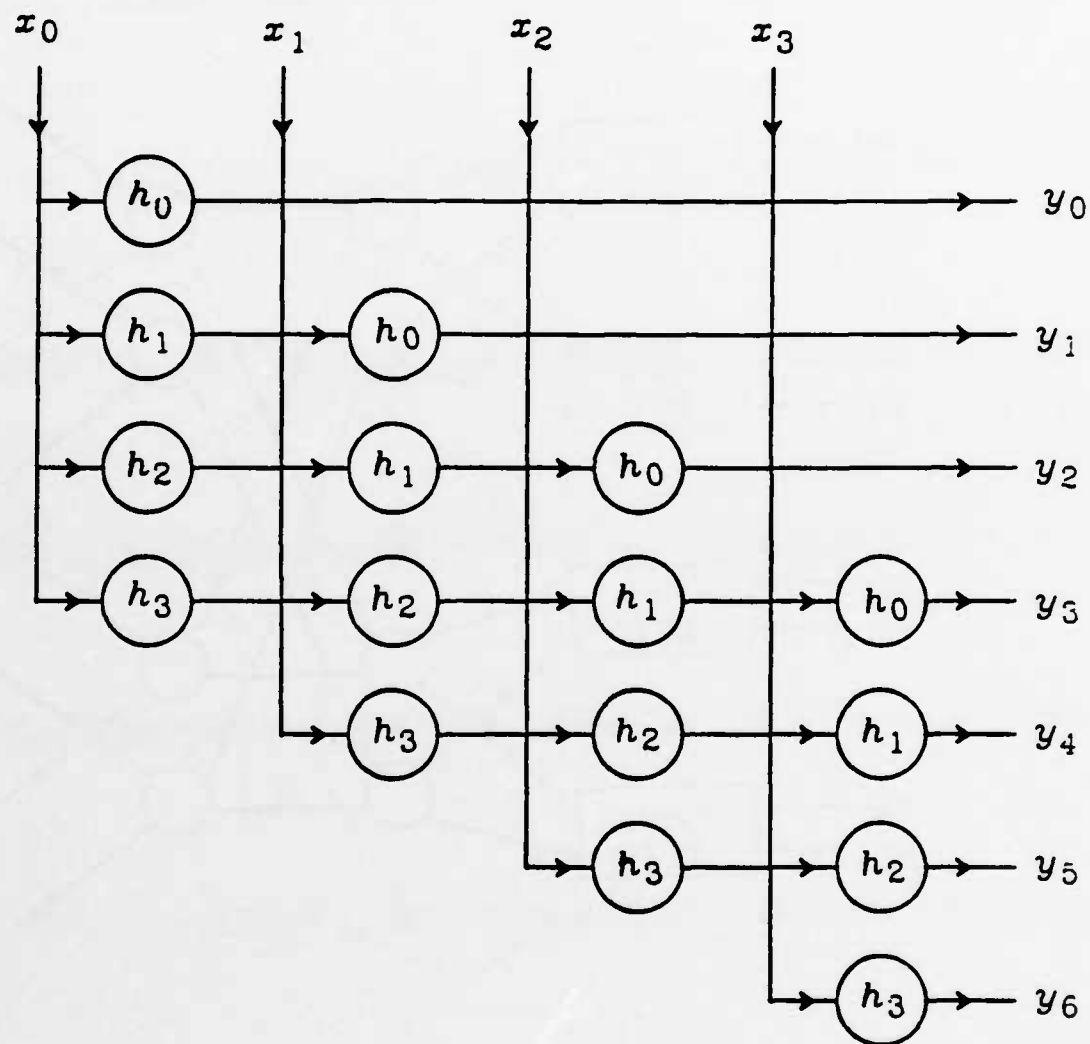 x₀ x₁ x₂ x₃
h₀ y₀
h₁ h₀ y₁
h₂ h₁ h₀ y₂
h₃ h₂ h₁ h₀ y₃
h₃ h₂ h₁ y₄
h₃ h₂ y₅
h₃ y₆